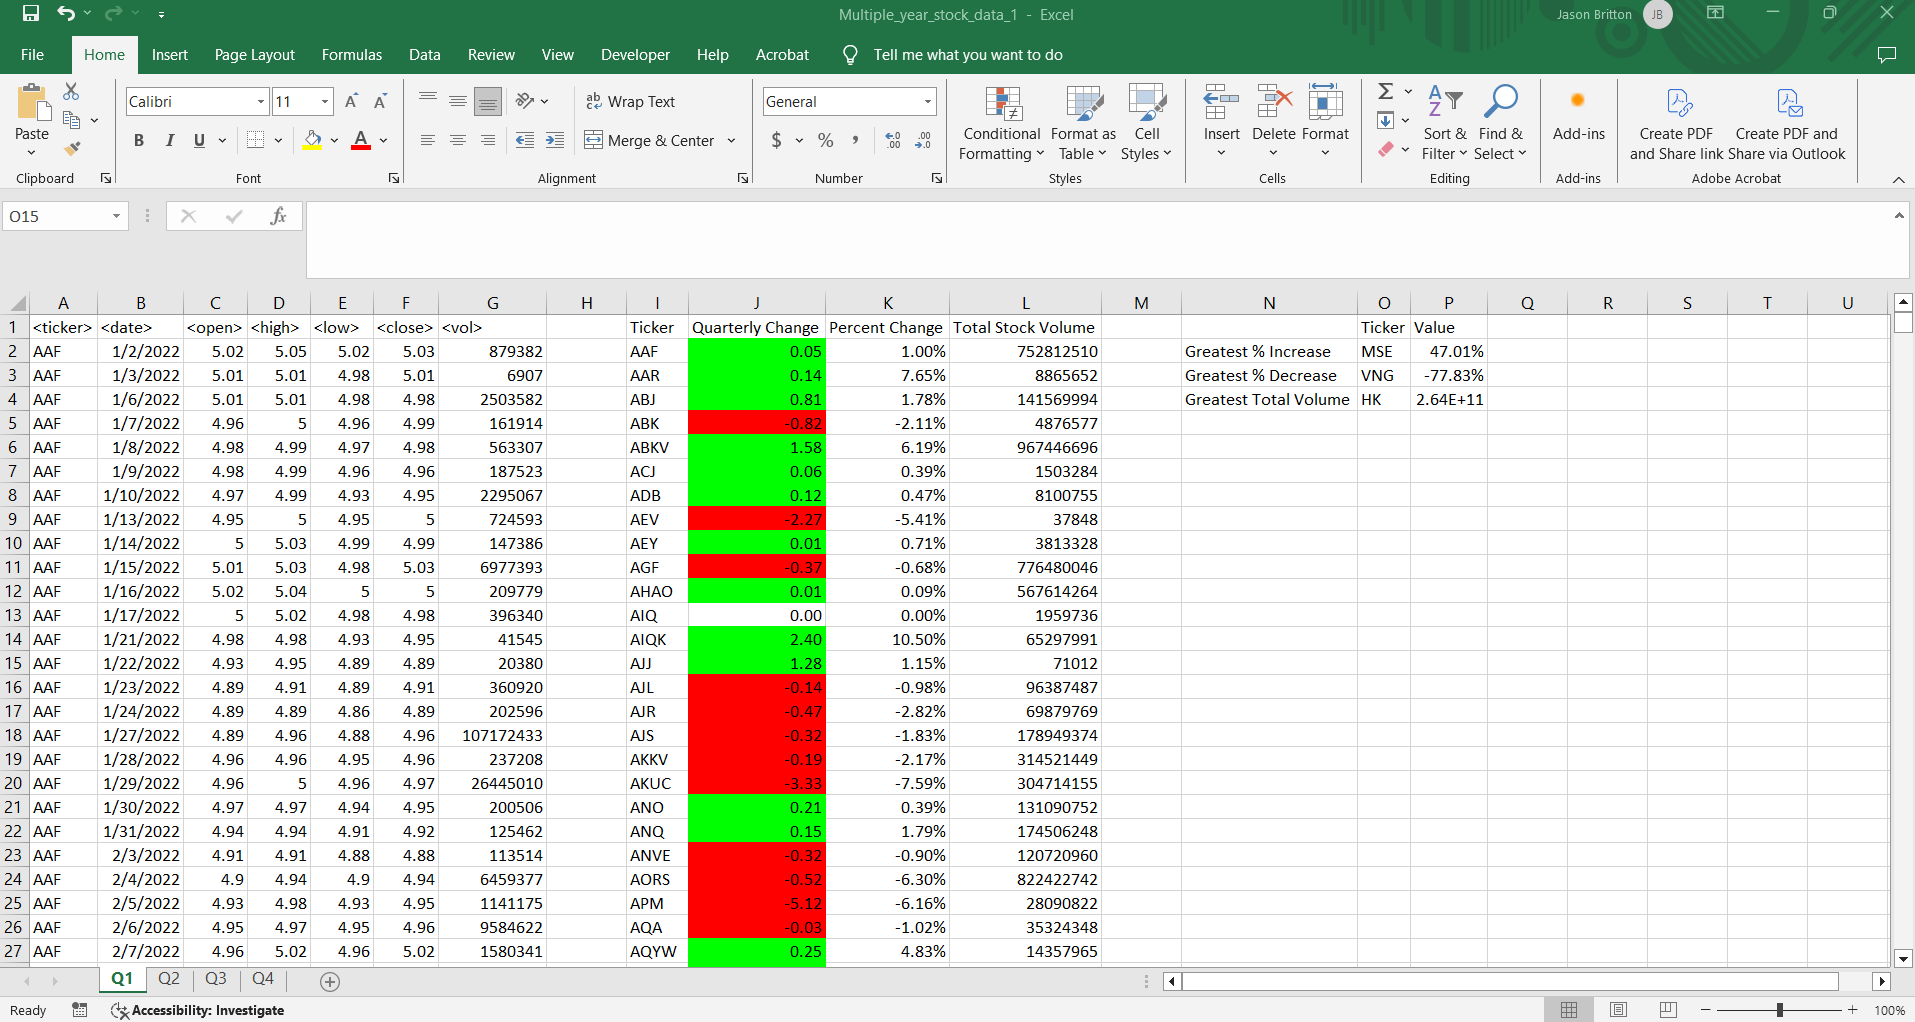 Multiple_year_stock_data_1 - Excel
Jason Britton JB
File Home Insert Page Layout Formulas Data Review View Developer Help Acrobat Tell me what you want to do
Calibri 11 ab Wrap Text General
Paste B I U A Merge & Center $ % , Conditional Formatting Format as Table Cell Styles Insert Delete Format Sort & Filter Find & Select Add-ins Create PDF and Share link Create PDF and Share via Outlook
Clipboard Font Alignment Number Styles Cells Editing Add-ins Adobe Acrobat
O15 fx
A B C D E F G H I J K L M N O P Q R S T U
1 <ticker> <date> <open> <high> <low> <close> <vol> Ticker Quarterly Change Percent Change Total Stock Volume Ticker Value
2 AAF 1/2/2022 5.02 5.05 5.02 5.03 879382 AAF 0.05 1.00% 752812510 Greatest % Increase MSE 47.01%
3 AAF 1/3/2022 5.01 5.01 4.98 5.01 6907 AAR 0.14 7.65% 8865652 Greatest % Decrease VNG -77.83%
4 AAF 1/6/2022 5.01 5.01 4.98 4.98 2503582 ABJ 0.81 1.78% 141569994 Greatest Total Volume HK 2.64E+11
5 AAF 1/7/2022 4.96 5 4.96 4.99 161914 ABK -0.82 -2.11% 4876577
6 AAF 1/8/2022 4.98 4.99 4.97 4.98 563307 ABKV 1.58 6.19% 967446696
7 AAF 1/9/2022 4.98 4.99 4.96 4.96 187523 ACJ 0.06 0.39% 1503284
8 AAF 1/10/2022 4.97 4.99 4.93 4.95 2295067 ADB 0.12 0.47% 8100755
9 AAF 1/13/2022 4.95 5 4.95 5 724593 AEV -2.27 -5.41% 37848
10 AAF 1/14/2022 5 5.03 4.99 4.99 147386 AEY 0.01 0.71% 3813328
11 AAF 1/15/2022 5.01 5.03 4.98 5.03 6977393 AGF -0.37 -0.68% 776480046
12 AAF 1/16/2022 5.02 5.04 5 5 209779 AHAO 0.01 0.09% 567614264
13 AAF 1/17/2022 5 5.02 4.98 4.98 396340 AIQ 0.00 0.00% 1959736
14 AAF 1/21/2022 4.98 4.98 4.93 4.95 41545 AIQK 2.40 10.50% 65297991
15 AAF 1/22/2022 4.93 4.95 4.89 4.89 20380 AJJ 1.28 1.15% 71012
16 AAF 1/23/2022 4.89 4.91 4.89 4.91 360920 AJL -0.14 -0.98% 96387487
17 AAF 1/24/2022 4.89 4.89 4.86 4.89 202596 AJR -0.47 -2.82% 69879769
18 AAF 1/27/2022 4.89 4.96 4.88 4.96 107172433 AJS -0.32 -1.83% 178949374
19 AAF 1/28/2022 4.96 4.96 4.95 4.96 237208 AKKV -0.19 -2.17% 314521449
20 AAF 1/29/2022 4.96 5 4.96 4.97 26445010 AKUC -3.33 -7.59% 304714155
21 AAF 1/30/2022 4.97 4.97 4.94 4.95 200506 ANO 0.21 0.39% 131090752
22 AAF 1/31/2022 4.94 4.94 4.91 4.92 125462 ANQ 0.15 1.79% 174506248
23 AAF 2/3/2022 4.91 4.91 4.88 4.88 113514 ANVE -0.32 -0.90% 120720960
24 AAF 2/4/2022 4.9 4.94 4.9 4.94 6459377 AORS -0.52 -6.30% 822422742
25 AAF 2/5/2022 4.93 4.98 4.93 4.95 1141175 APM -5.12 -6.16% 28090822
26 AAF 2/6/2022 4.95 4.97 4.95 4.96 9584622 AQA -0.03 -1.02% 35324348
27 AAF 2/7/2022 4.96 5.02 4.96 5.02 1580341 AQYW 0.25 4.83% 14357965
Q1 Q2 Q3 Q4
Ready Accessibility: Investigate 100%